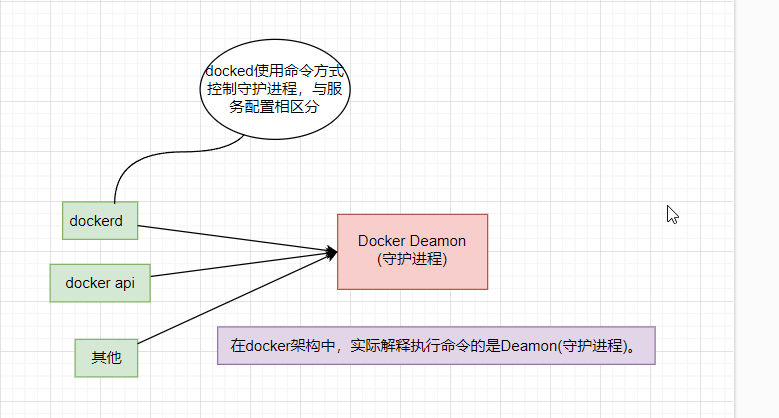 docked使用命令方式
控制守护进程，与服
务配置相区分
dockerd
Docker Deamon
(守护进程)
docker api
其他
在docker架构中，实际解释执行命令的是Deamon(守护进程)。